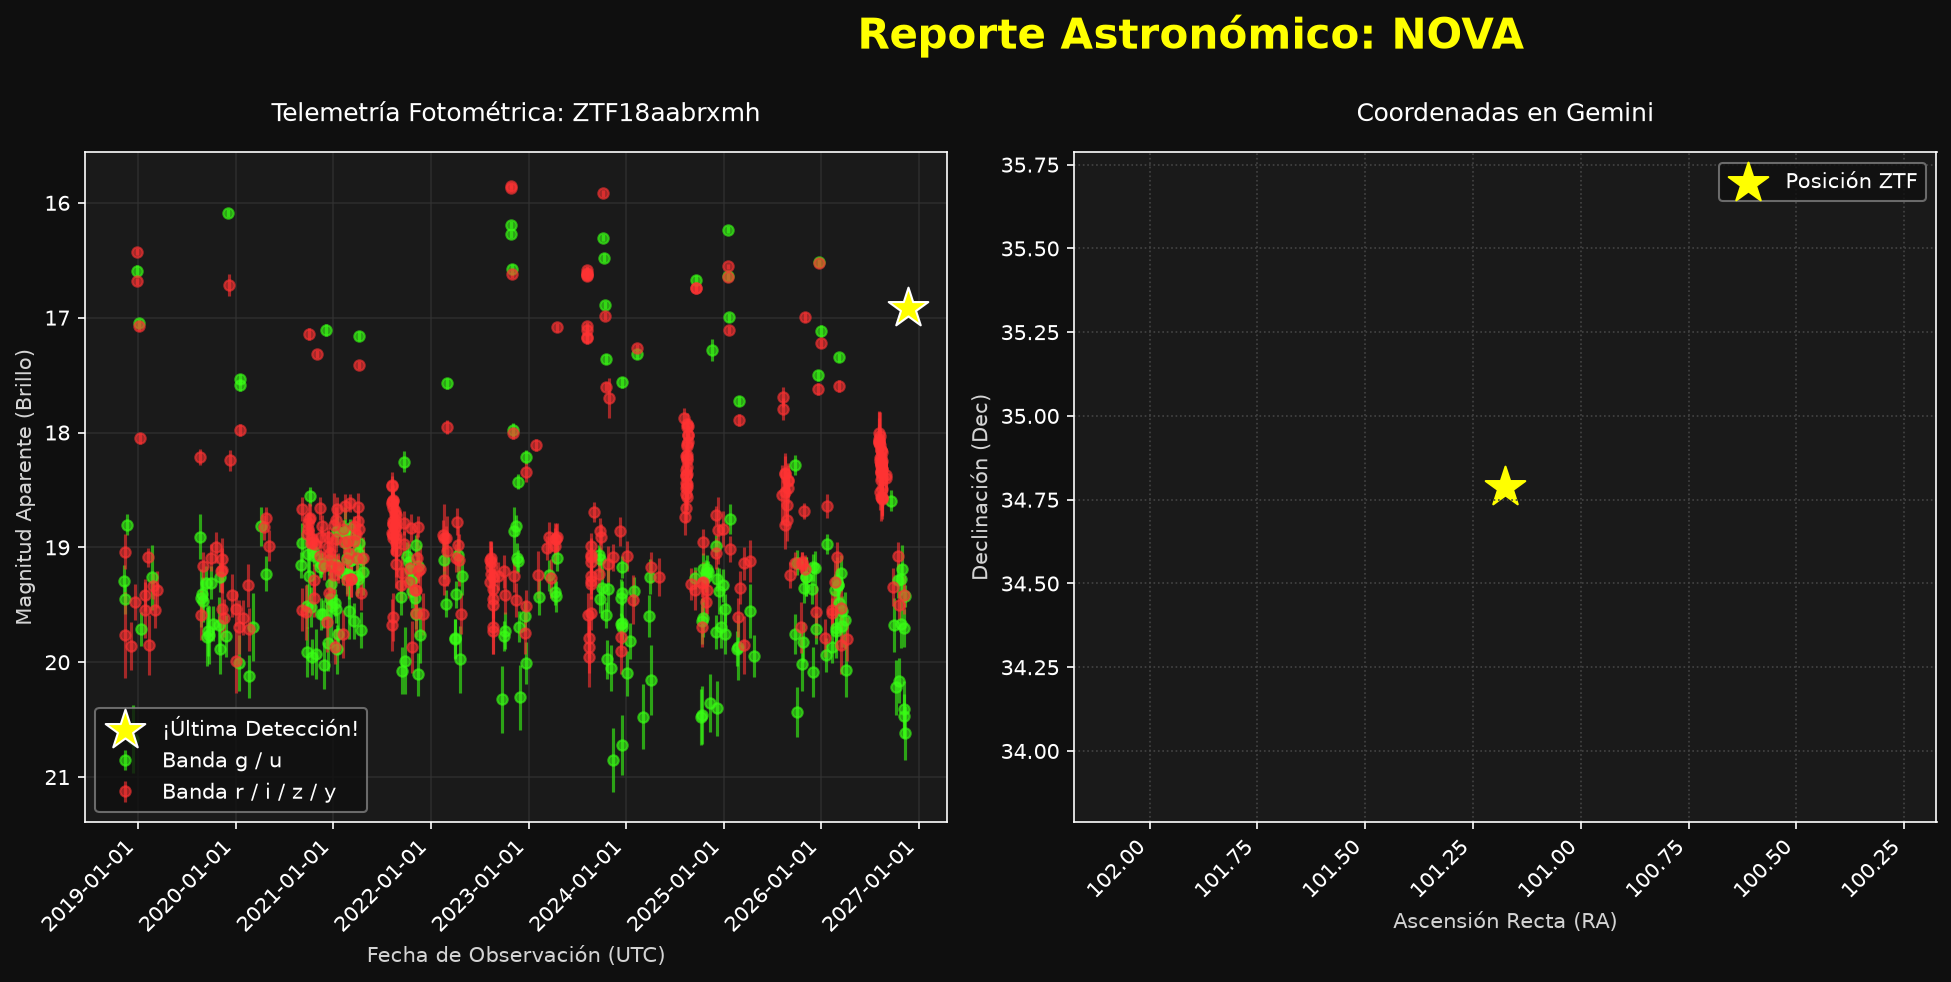 Reporte Astronómico: NOVA
Telemetría Fotométrica: ZTF18aabrxmh
Magnitud Aparente (Brillo)
16
17
18
19
20
21
¡Última Detección!
Banda g / u
Banda r / i / z / y
2019-01-01
2020-01-01
2021-01-01
2022-01-01
2023-01-01
2024-01-01
2025-01-01
2026-01-01
2027-01-01
Fecha de Observación (UTC)
Coordenadas en Gemini
Declinación (Dec)
35.75
35.50
35.25
35.00
34.75
34.50
34.25
34.00
Posición ZTF
102.00
101.75
101.50
101.25
101.00
100.75
100.50
100.25
Ascensión Recta (RA)